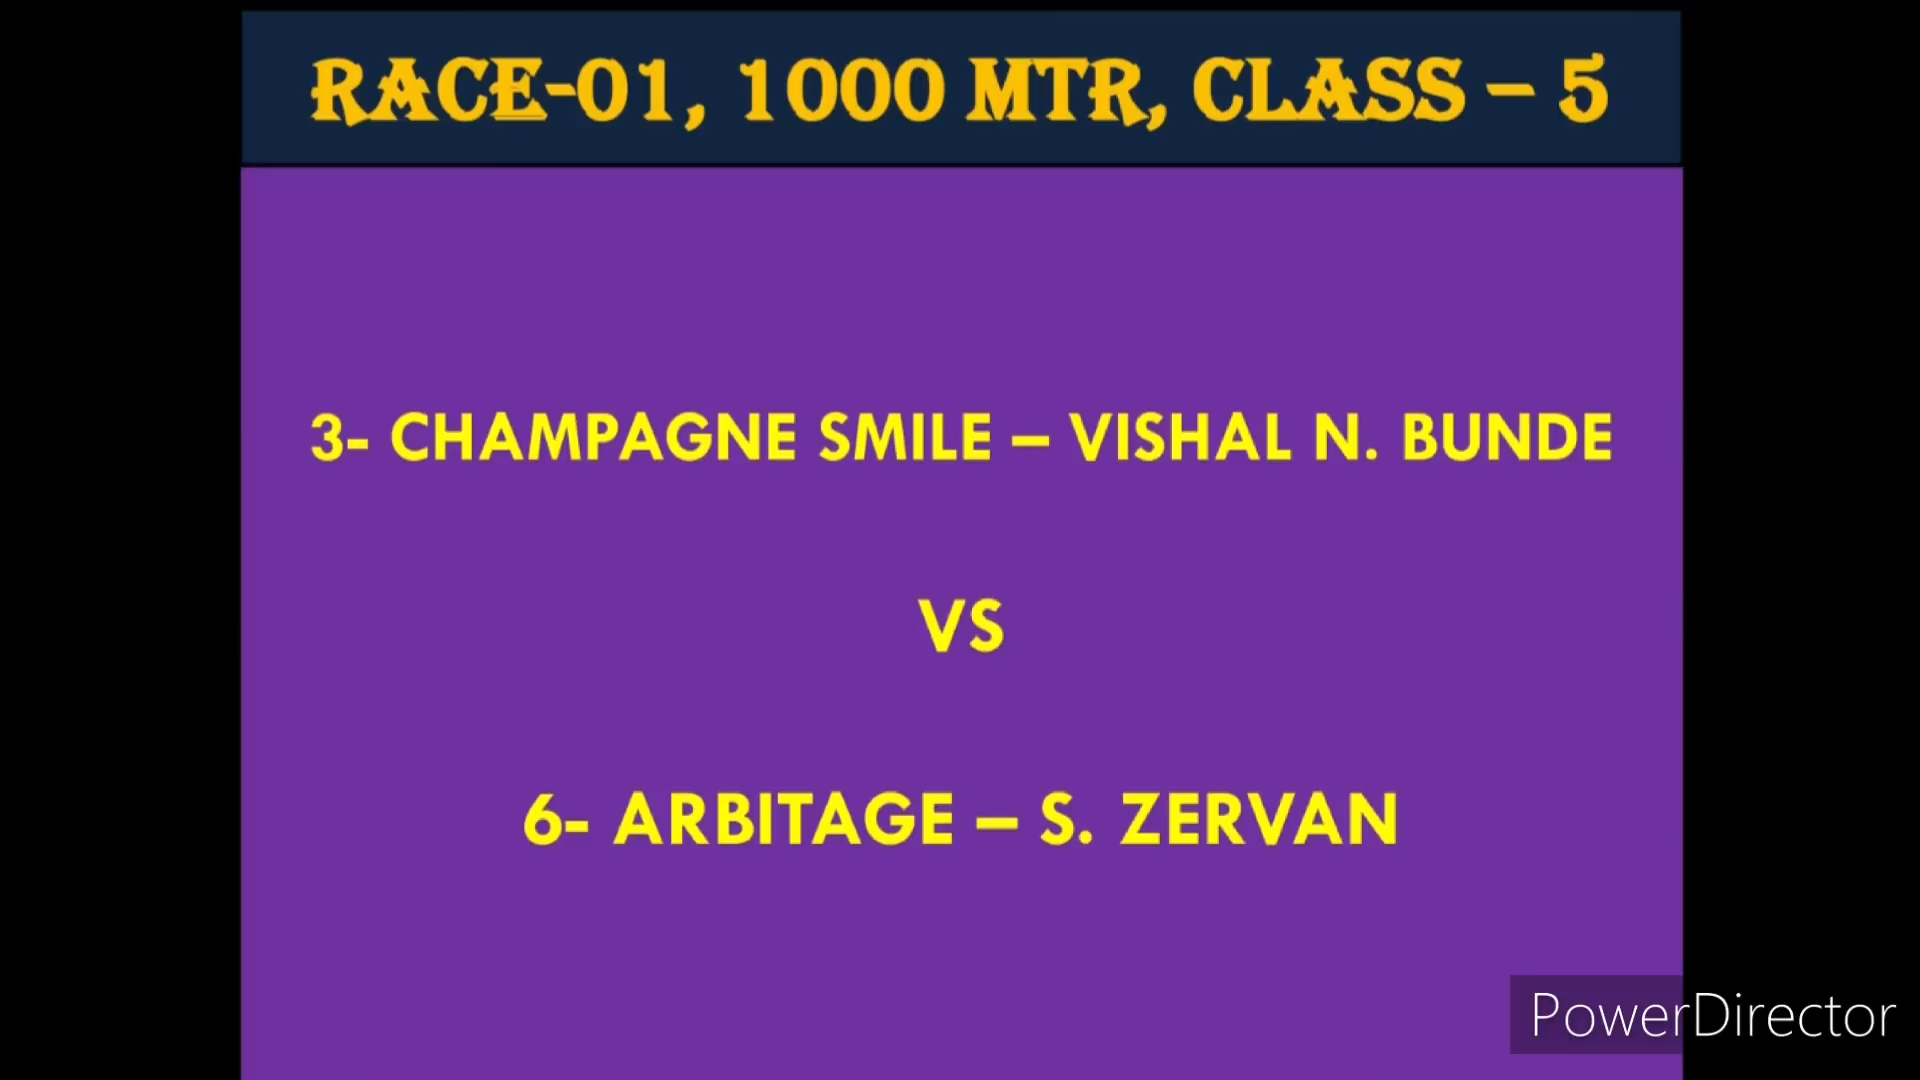 RACE-01, 1000 MTR, CLASS – 5
3- CHAMPAGNE SMILE – VISHAL N. BUNDE
VS
6- ARBITAGE – S. ZERVAN
PowerDirector